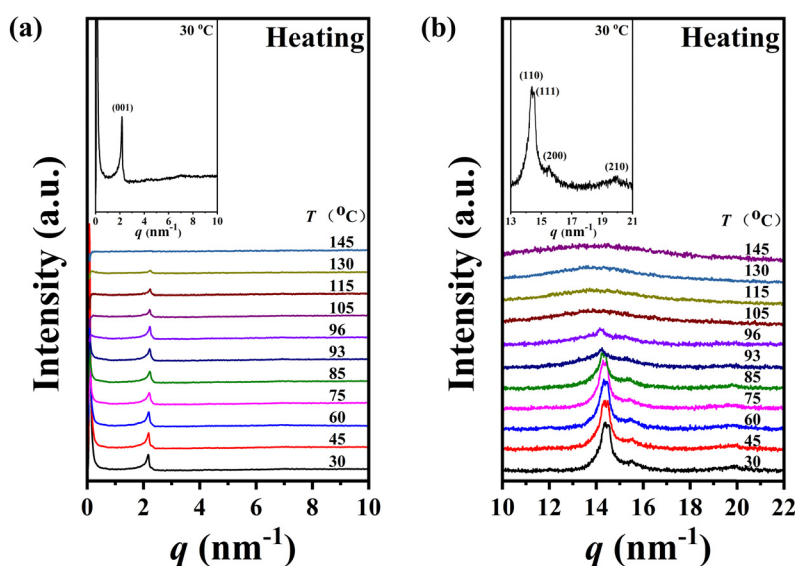 (a)
30 °C
Heating
(001)
0 2 4 6 8 10
q (nm-1)
T (°C)
145
130
115
105
96
93
85
75
60
45
30
Intensity (a.u.)
0 2 4 6 8 10
q (nm-1)
(b)
30 °C
Heating
(110)
(111)
(200)
(210)
13 15 17 19 21
q (nm-1)
T (°C)
145
130
115
105
96
93
85
75
60
45
30
Intensity (a.u.)
10 12 14 16 18 20 22
q (nm-1)